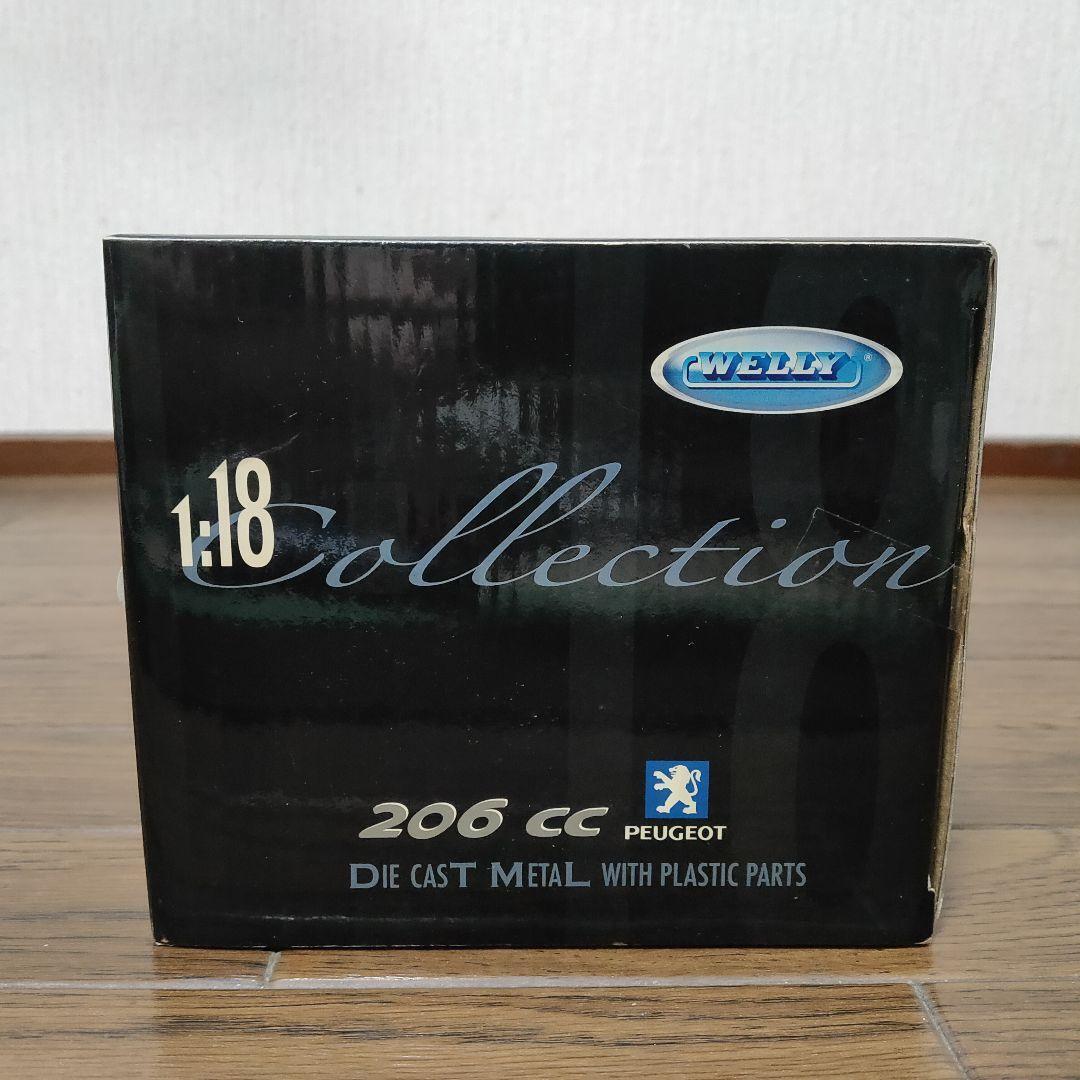 WELLY®
1:18 Collection
206 cc
PEUGEOT
DIE CAST METAL WITH PLASTIC PARTS